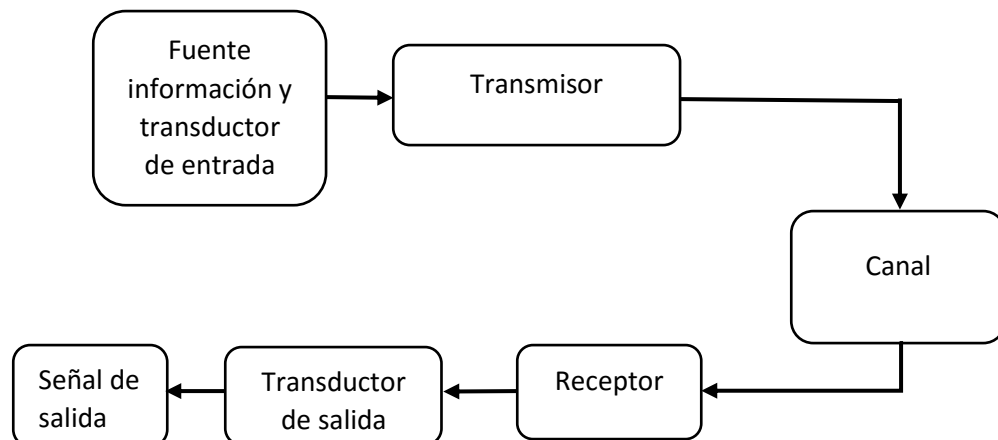 Fuente
información y
transductor
de entrada
Transmisor
Canal
Receptor
Transductor
de salida
Señal de
salida